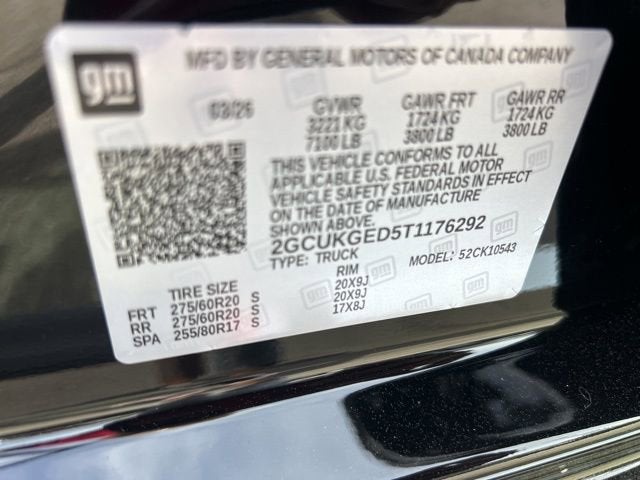 gm
MFD BY GENERAL MOTORS OF CANADA COMPANY
03/26 GVWR GAWR FRT GAWR RR
3221 KG 1724 KG 1724 KG
7100 LB 3800 LB 3800 LB
THIS VEHICLE CONFORMS TO ALL
APPLICABLE U.S. FEDERAL MOTOR
VEHICLE SAFETY STANDARDS IN EFFECT
ON THE DATE OF MANUFACTURE
SHOWN ABOVE.
2GCUKGED5T1176292
TYPE: TRUCK MODEL: 52CK10543
TIRE SIZE RIM
FRT 275/60R20 S 20X9J
RR 275/60R20 S 20X9J
SPA 255/80R17 S 17X8J